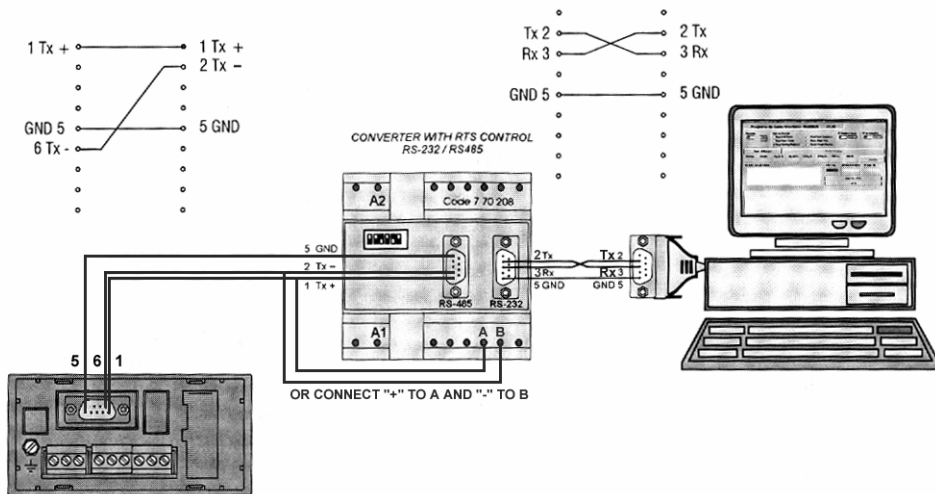 1 Tx + 1 Tx +
2 Tx –
GND 5 5 GND
6 Tx -
Tx 2 2 Tx
Rx 3 3 Rx
GND 5 5 GND
CONVERTER WITH RTS CONTROL
RS-232 / RS485
A2 Code 7 70 208
5 GND
2 Tx – 2 Tx Tx 2
1 Tx + 3 Rx Rx 3
5 GND GND 5
RS-485 RS-232
A1 A B
5 6 1
OR CONNECT "+" TO A AND "-" TO B